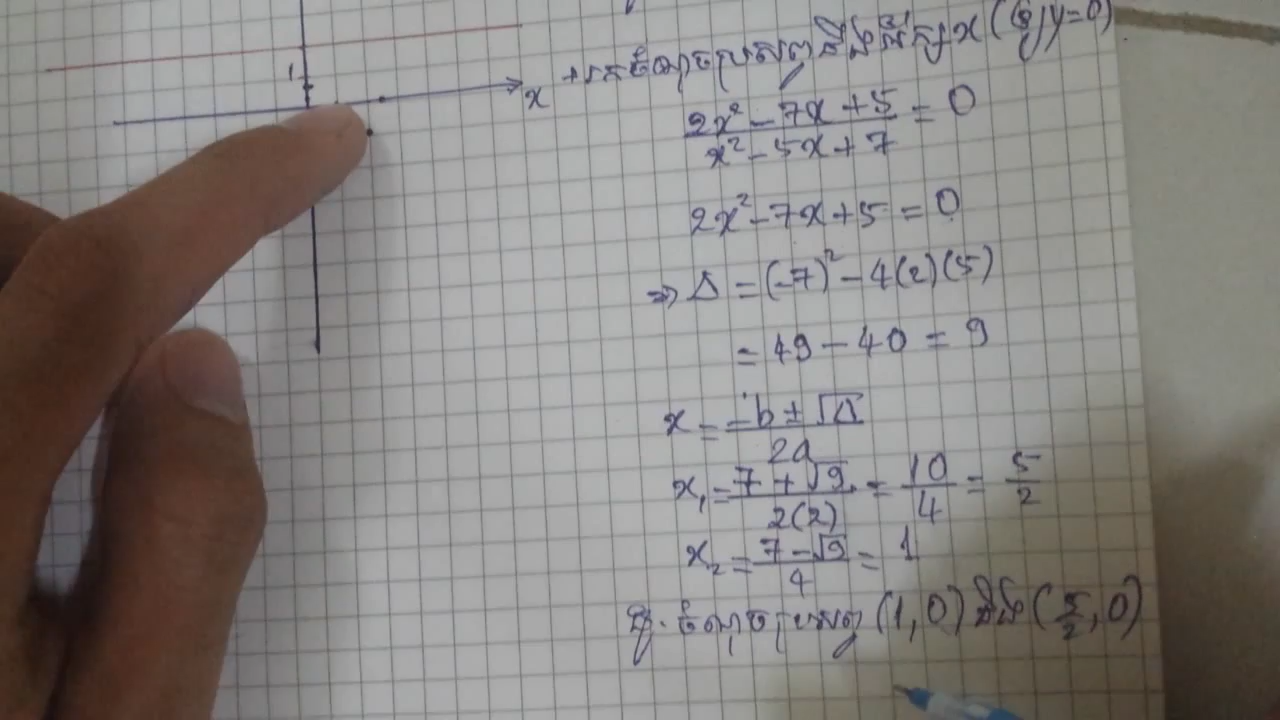 1
x
+រកចំណុចប្រសព្វនឹងអ័ក្ស x (បើ y=0)
2x² - 7x + 5 / x² - 5x + 7 = 0
2x² - 7x + 5 = 0
⇒ Δ = (-7)² - 4(2)(5)
= 49 - 40 = 9
x = -b ± √Δ / 2a
x₁ = 7 + √9 / 2(2) = 10/4 = 5/2
x₂ = 7 - √9 / 4 = 1
ចំណុចប្រសព្វ (1, 0) និង (5/2, 0)